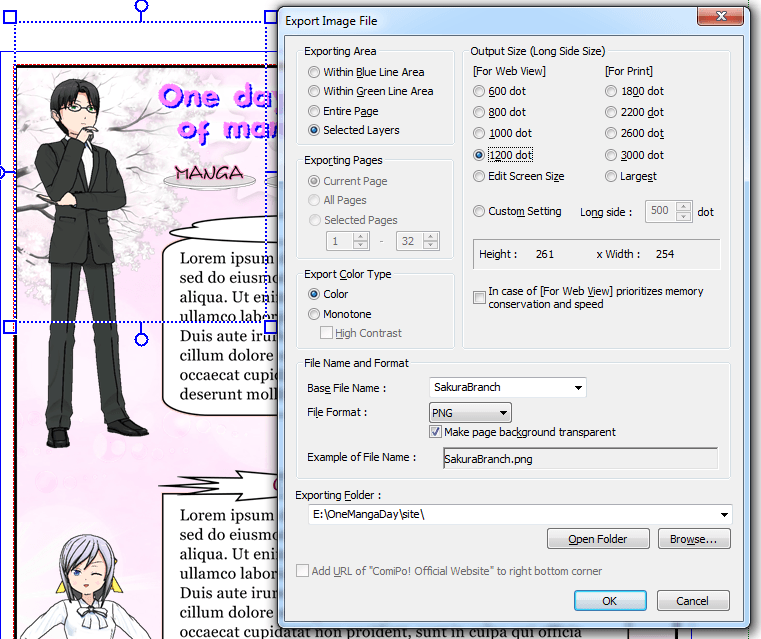 One da
of man
MANGA
Lorem ipsum
sed do eiusm
aliqua. Ut eni
ullamco labor
Duis aute irur
cillum dolore
occaecat cupid
deserunt moll
Lorem ipsum
sed do eiusm
aliqua. Ut eni
ullamco labor
Duis aute irur
cillum dolore
occaecat cupidatat non proident, sunt in culpa qui officia
Export Image File
Exporting Area
Within Blue Line Area
Within Green Line Area
Entire Page
Selected Layers
Exporting Pages
Current Page
All Pages
Selected Pages
1 - 32
Export Color Type
Color
Monotone
High Contrast
Output Size (Long Side Size)
[For Web View] [For Print]
600 dot 1800 dot
800 dot 2200 dot
1000 dot 2600 dot
1200 dot 3000 dot
Edit Screen Size Largest
Custom Setting Long side : 500 dot
Height : 261 x Width : 254
In case of [For Web View] prioritizes memory
conservation and speed
File Name and Format
Base File Name : SakuraBranch
File Format : PNG
Make page background transparent
Example of File Name : SakuraBranch.png
Exporting Folder :
E:\OneMangaDay\site\
Open Folder Browse...
Add URL of "ComiPo! Official Website" to right bottom corner
OK Cancel